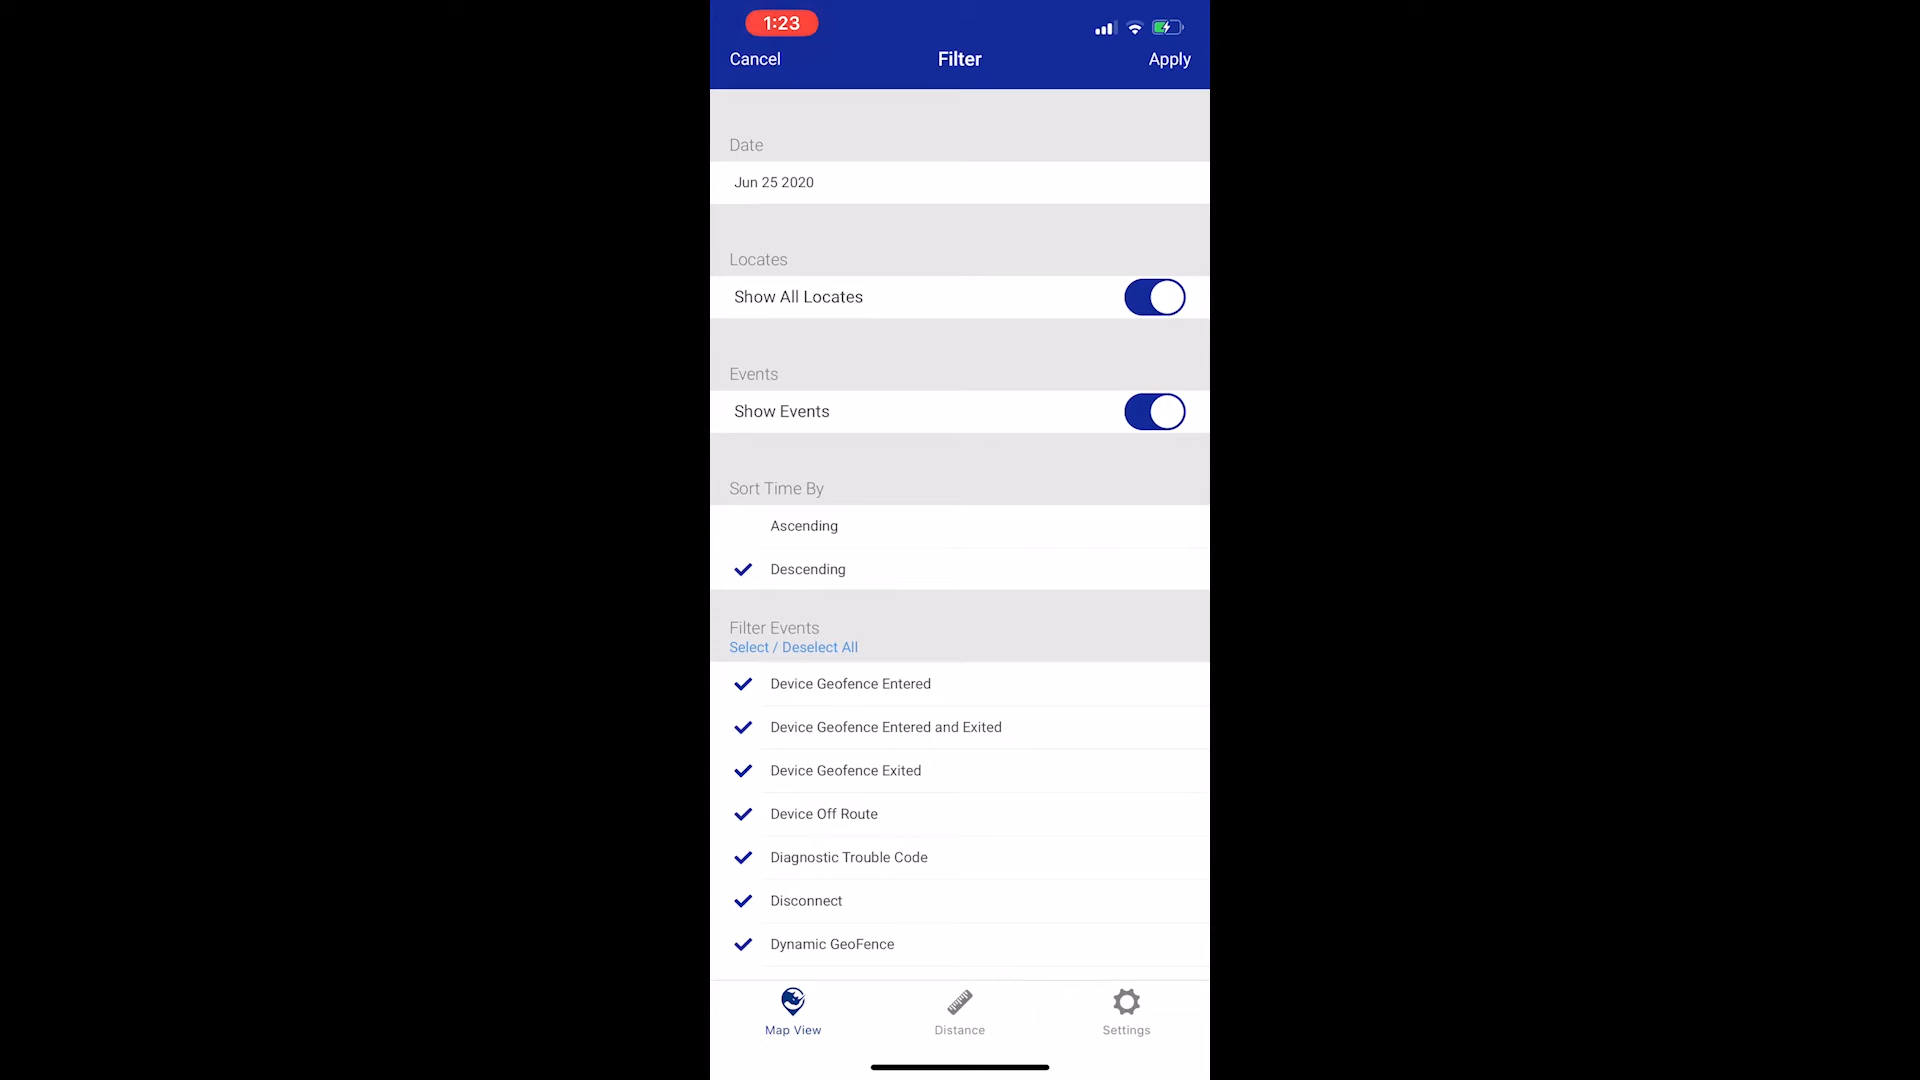 1:23
Cancel
Filter
Apply
Date
Jun 25 2020
Locates
Show All Locates
Events
Show Events
Sort Time By
Ascending
Descending
Filter Events
Select / Deselect All
Device Geofence Entered
Device Geofence Entered and Exited
Device Geofence Exited
Device Off Route
Diagnostic Trouble Code
Disconnect
Dynamic GeoFence
Map View
Distance
Settings